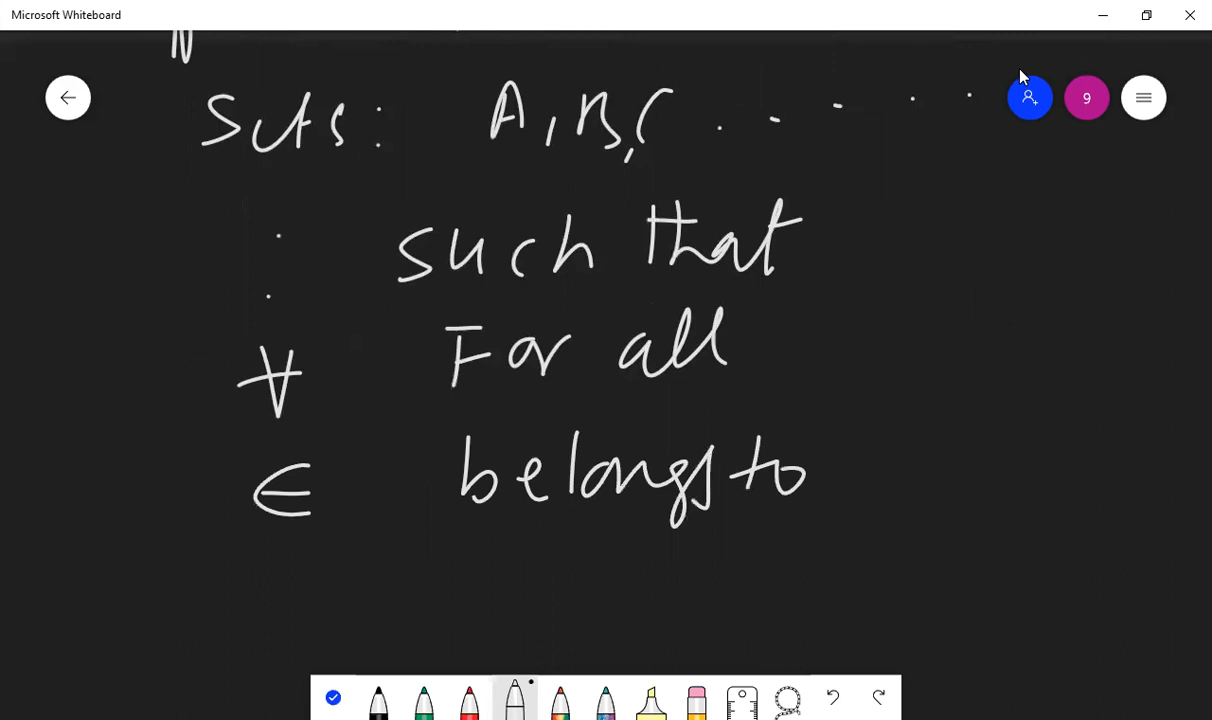 Microsoft Whiteboard
N
Sets: A, B, C . . . . .
: such that
9
∀ For all
∈ belongs to